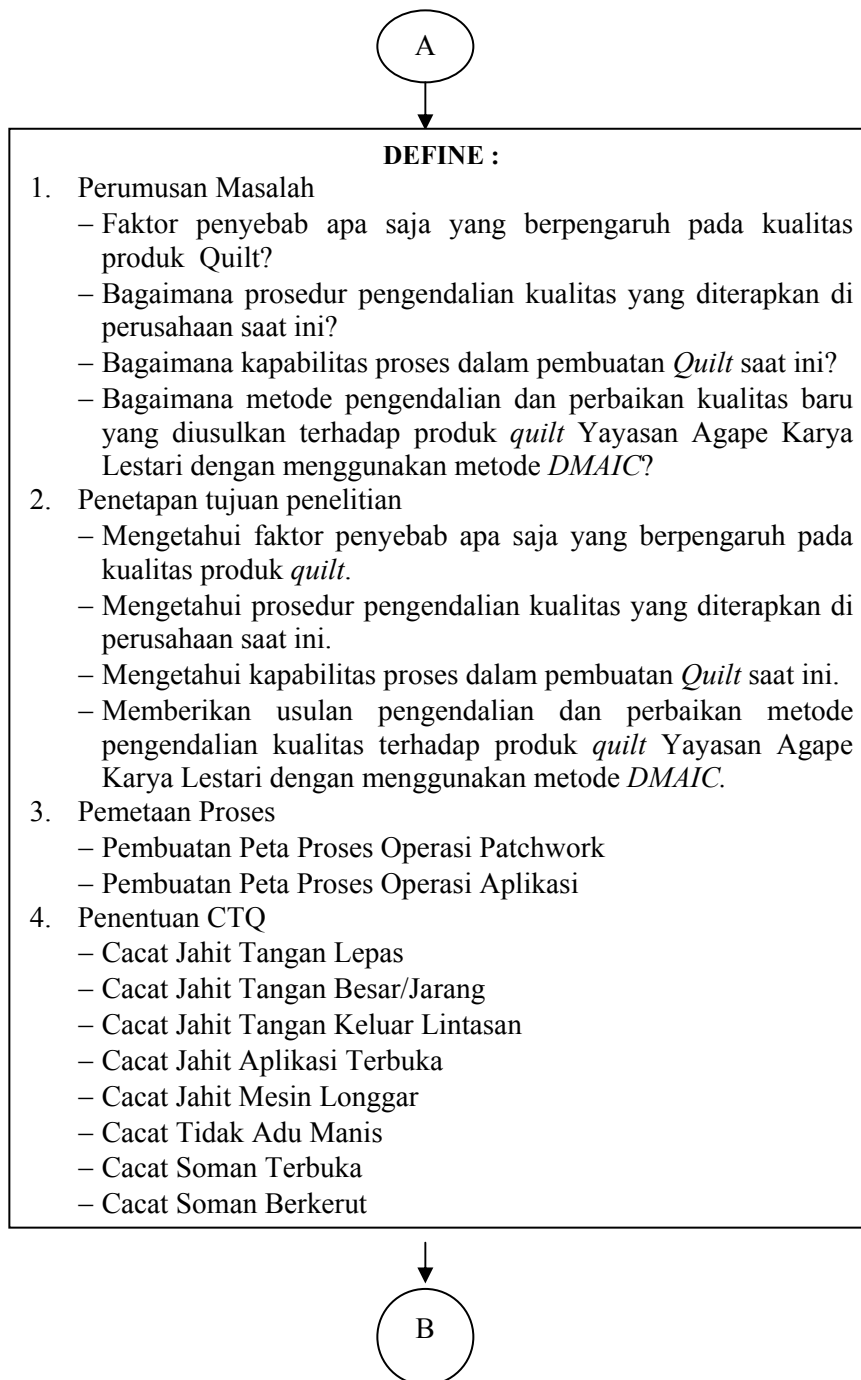 A
DEFINE :
1. Perumusan Masalah
– Faktor penyebab apa saja yang berpengaruh pada kualitas
produk Quilt?
– Bagaimana prosedur pengendalian kualitas yang diterapkan di
perusahaan saat ini?
– Bagaimana kapabilitas proses dalam pembuatan Quilt saat ini?
– Bagaimana metode pengendalian dan perbaikan kualitas baru
yang diusulkan terhadap produk quilt Yayasan Agape Karya
Lestari dengan menggunakan metode DMAIC?
2. Penetapan tujuan penelitian
– Mengetahui faktor penyebab apa saja yang berpengaruh pada
kualitas produk quilt.
– Mengetahui prosedur pengendalian kualitas yang diterapkan di
perusahaan saat ini.
– Mengetahui kapabilitas proses dalam pembuatan Quilt saat ini.
– Memberikan usulan pengendalian dan perbaikan metode
pengendalian kualitas terhadap produk quilt Yayasan Agape
Karya Lestari dengan menggunakan metode DMAIC.
3. Pemetaan Proses
– Pembuatan Peta Proses Operasi Patchwork
– Pembuatan Peta Proses Operasi Aplikasi
4. Penentuan CTQ
– Cacat Jahit Tangan Lepas
– Cacat Jahit Tangan Besar/Jarang
– Cacat Jahit Tangan Keluar Lintasan
– Cacat Jahit Aplikasi Terbuka
– Cacat Jahit Mesin Longgar
– Cacat Tidak Adu Manis
– Cacat Soman Terbuka
– Cacat Soman Berkerut
B